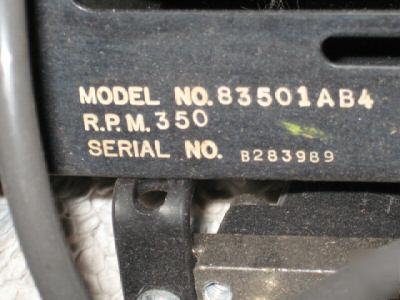 MODEL NO. 83501AB4
R.P.M. 350
SERIAL NO. B283989